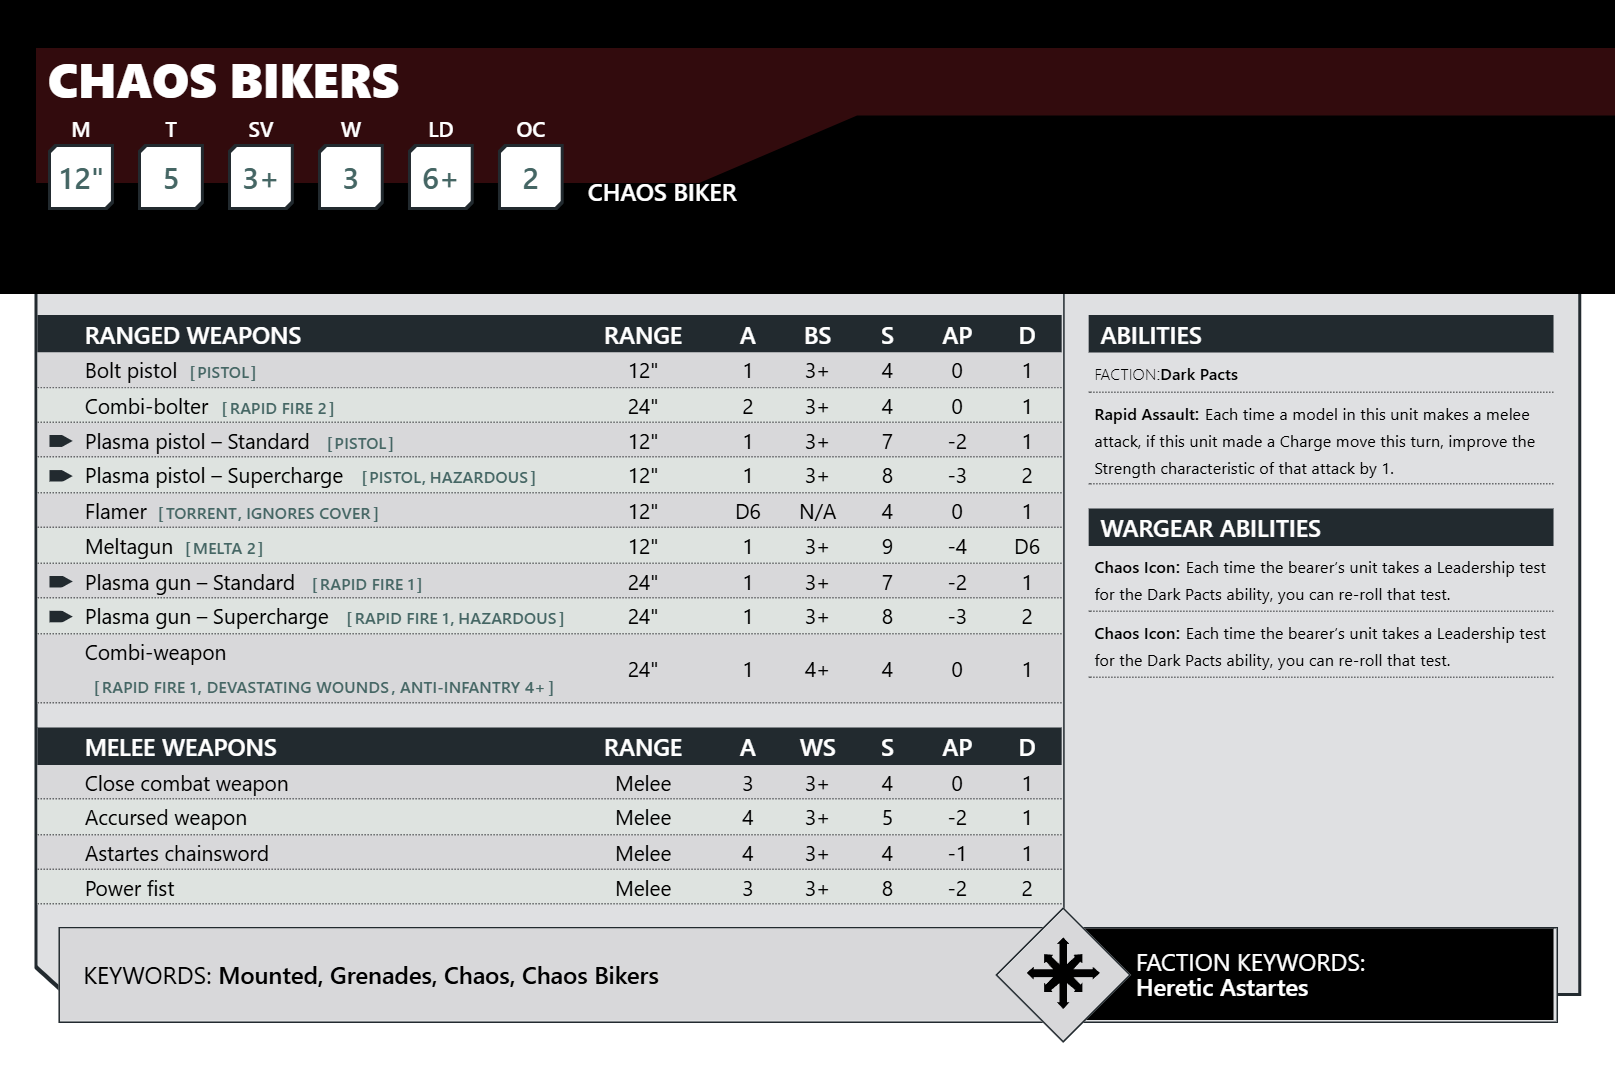 CHAOS BIKERS
M T SV W LD OC
12" 5 3+ 3 6+ 2 CHAOS BIKER
RANGED WEAPONS RANGE A BS S AP D
Bolt pistol [PISTOL] 12" 1 3+ 4 0 1
Combi-bolter [RAPID FIRE 2] 24" 2 3+ 4 0 1
Plasma pistol – Standard [PISTOL] 12" 1 3+ 7 -2 1
Plasma pistol – Supercharge [PISTOL, HAZARDOUS] 12" 1 3+ 8 -3 2
Flamer [TORRENT, IGNORES COVER] 12" D6 N/A 4 0 1
Meltagun [MELTA 2] 12" 1 3+ 9 -4 D6
Plasma gun – Standard [RAPID FIRE 1] 24" 1 3+ 7 -2 1
Plasma gun – Supercharge [RAPID FIRE 1, HAZARDOUS] 24" 1 3+ 8 -3 2
Combi-weapon
[RAPID FIRE 1, DEVASTATING WOUNDS, ANTI-INFANTRY 4+] 24" 1 4+ 4 0 1
MELEE WEAPONS RANGE A WS S AP D
Close combat weapon Melee 3 3+ 4 0 1
Accursed weapon Melee 4 3+ 5 -2 1
Astartes chainsword Melee 4 3+ 4 -1 1
Power fist Melee 3 3+ 8 -2 2
ABILITIES
FACTION:Dark Pacts
Rapid Assault: Each time a model in this unit makes a melee
attack, if this unit made a Charge move this turn, improve the
Strength characteristic of that attack by 1.
WARGEAR ABILITIES
Chaos Icon: Each time the bearer's unit takes a Leadership test
for the Dark Pacts ability, you can re-roll that test.
Chaos Icon: Each time the bearer's unit takes a Leadership test
for the Dark Pacts ability, you can re-roll that test.
KEYWORDS: Mounted, Grenades, Chaos, Chaos Bikers
FACTION KEYWORDS:
Heretic Astartes